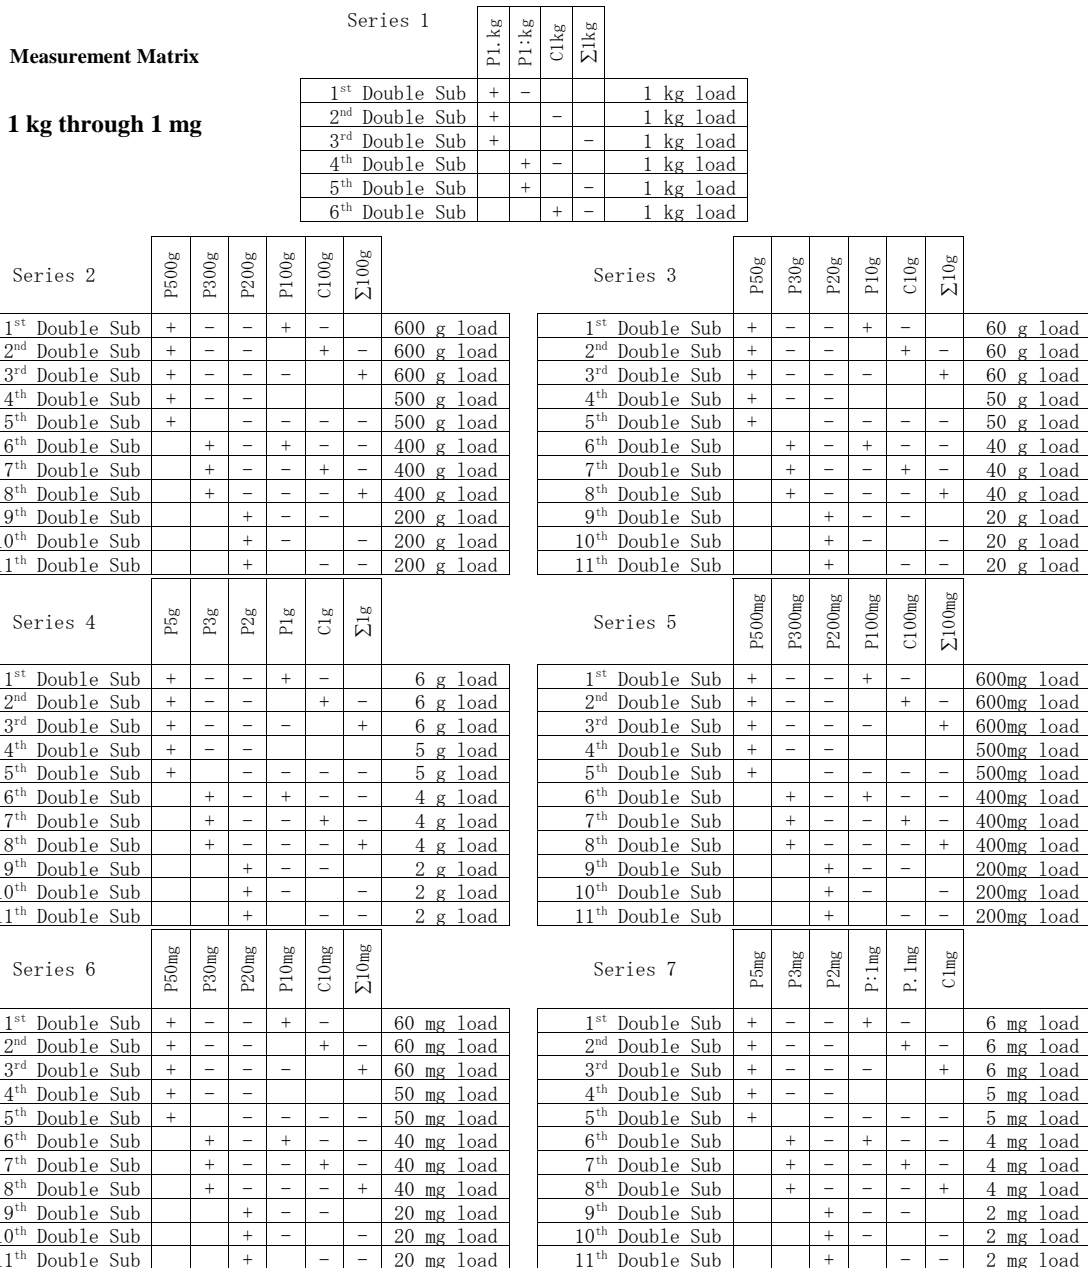 Series 1
P1.kg P1:kg C1kg Σ1kg
Measurement Matrix
1 kg through 1 mg
1st Double Sub + − 1 kg load
2nd Double Sub + − 1 kg load
3rd Double Sub + − 1 kg load
4th Double Sub + − 1 kg load
5th Double Sub + − 1 kg load
6th Double Sub + − 1 kg load
Series 2 P500g P300g P200g P100g C100g Σ100g
1st Double Sub + − − + − 600 g load
2nd Double Sub + − − + − 600 g load
3rd Double Sub + − − − + 600 g load
4th Double Sub + − − 500 g load
5th Double Sub + − − − − 500 g load
6th Double Sub + − + − − 400 g load
7th Double Sub + − − + − 400 g load
8th Double Sub + − − − + 400 g load
9th Double Sub + − − 200 g load
0th Double Sub + − − 200 g load
1th Double Sub + − − 200 g load
Series 3 P50g P30g P20g P10g C10g Σ10g
1st Double Sub + − − + − 60 g load
2nd Double Sub + − − + − 60 g load
3rd Double Sub + − − − + 60 g load
4th Double Sub + − − 50 g load
5th Double Sub + − − − − 50 g load
6th Double Sub + − + − − 40 g load
7th Double Sub + − − + − 40 g load
8th Double Sub + − − − + 40 g load
9th Double Sub + − − 20 g load
10th Double Sub + − − 20 g load
11th Double Sub + − − 20 g load
Series 4 P5g P3g P2g P1g C1g Σ1g
1st Double Sub + − − + − 6 g load
2nd Double Sub + − − + − 6 g load
3rd Double Sub + − − − + 6 g load
4th Double Sub + − − 5 g load
5th Double Sub + − − − − 5 g load
6th Double Sub + − + − − 4 g load
7th Double Sub + − − + − 4 g load
8th Double Sub + − − − + 4 g load
9th Double Sub + − − 2 g load
0th Double Sub + − − 2 g load
1th Double Sub + − − 2 g load
Series 5 P500mg P300mg P200mg P100mg C100mg Σ100mg
1st Double Sub + − − + − 600mg load
2nd Double Sub + − − + − 600mg load
3rd Double Sub + − − − + 600mg load
4th Double Sub + − − 500mg load
5th Double Sub + − − − − 500mg load
6th Double Sub + − + − − 400mg load
7th Double Sub + − − + − 400mg load
8th Double Sub + − − − + 400mg load
9th Double Sub + − − 200mg load
10th Double Sub + − − 200mg load
11th Double Sub + − − 200mg load
Series 6 P50mg P30mg P20mg P10mg C10mg Σ10mg
1st Double Sub + − − + − 60 mg load
2nd Double Sub + − − + − 60 mg load
3rd Double Sub + − − − + 60 mg load
4th Double Sub + − − 50 mg load
5th Double Sub + − − − − 50 mg load
6th Double Sub + − + − − 40 mg load
7th Double Sub + − − + − 40 mg load
8th Double Sub + − − − + 40 mg load
9th Double Sub + − − 20 mg load
0th Double Sub + − − 20 mg load
1th Double Sub + − − 20 mg load
Series 7 P5mg P3mg P2mg P:1mg P.1mg C1mg
1st Double Sub + − − + − 6 mg load
2nd Double Sub + − − + − 6 mg load
3rd Double Sub + − − − + 6 mg load
4th Double Sub + − − 5 mg load
5th Double Sub + − − − − 5 mg load
6th Double Sub + − + − − 4 mg load
7th Double Sub + − − + − 4 mg load
8th Double Sub + − − − + 4 mg load
9th Double Sub + − − 2 mg load
10th Double Sub + − − 2 mg load
11th Double Sub + − − 2 mg load